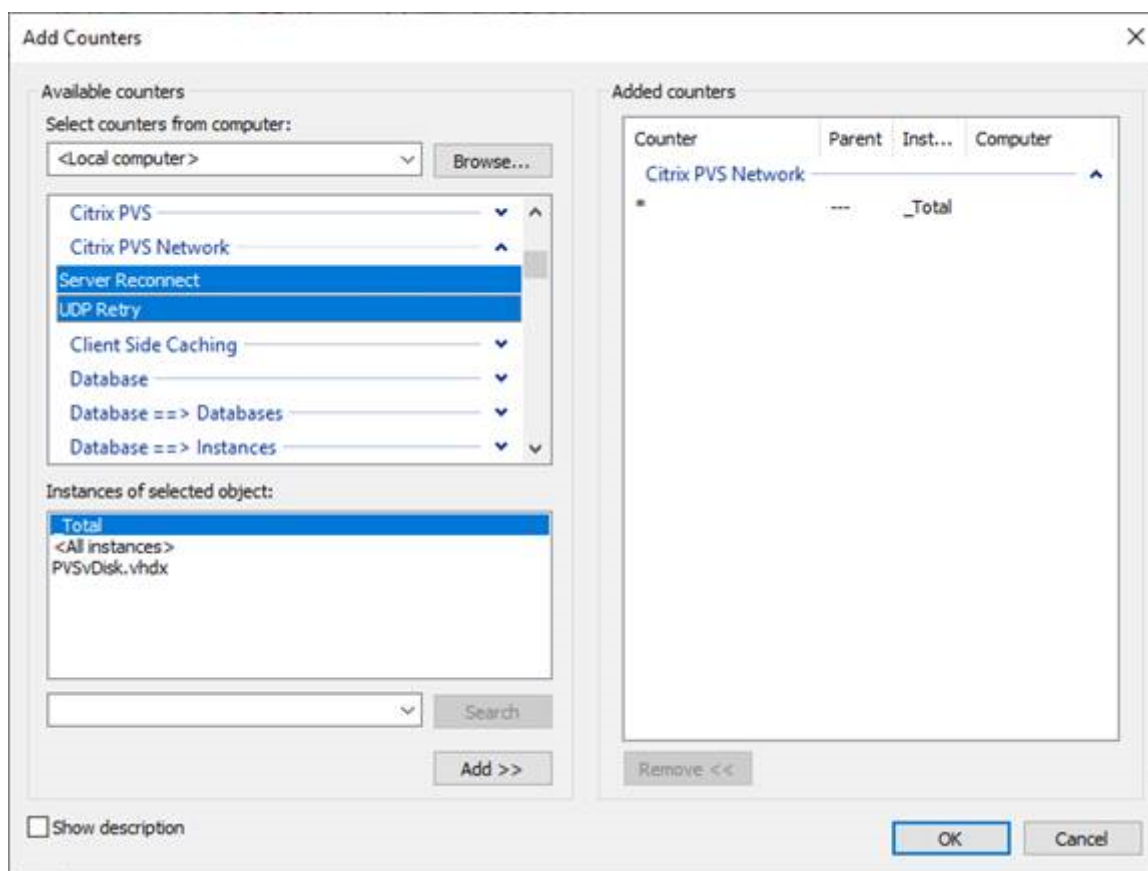 Add Counters
Available counters
Select counters from computer:
<Local computer>
Browse...
Citrix PVS
Citrix PVS Network
Server Reconnect
UDP Retry
Client Side Caching
Database
Database ==> Databases
Database ==> Instances
Instances of selected object:
_Total
<All instances>
PVSvDisk.vhdx
Search
Add >>
Show description
Added counters
Counter Parent Inst... Computer
Citrix PVS Network
* --- _Total
Remove <<
OK
Cancel